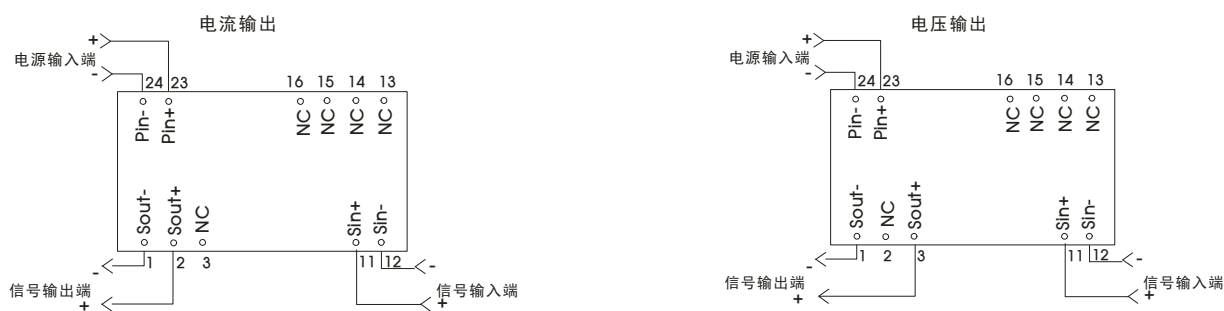 电流输出
+
电源输入端
-
24 23 16 15 14 13
Pin- Pin+ NC NC NC NC
Sout- Sout+ NC Sin+ Sin-
1 2 3 11 12
- -
信号输出端 信号输入端
+ +
电压输出
+
电源输入端
-
24 23 16 15 14 13
Pin- Pin+ NC NC NC NC
Sout- NC Sout+ Sin+ Sin-
1 2 3 11 12
- -
信号输出端 信号输入端
+ +